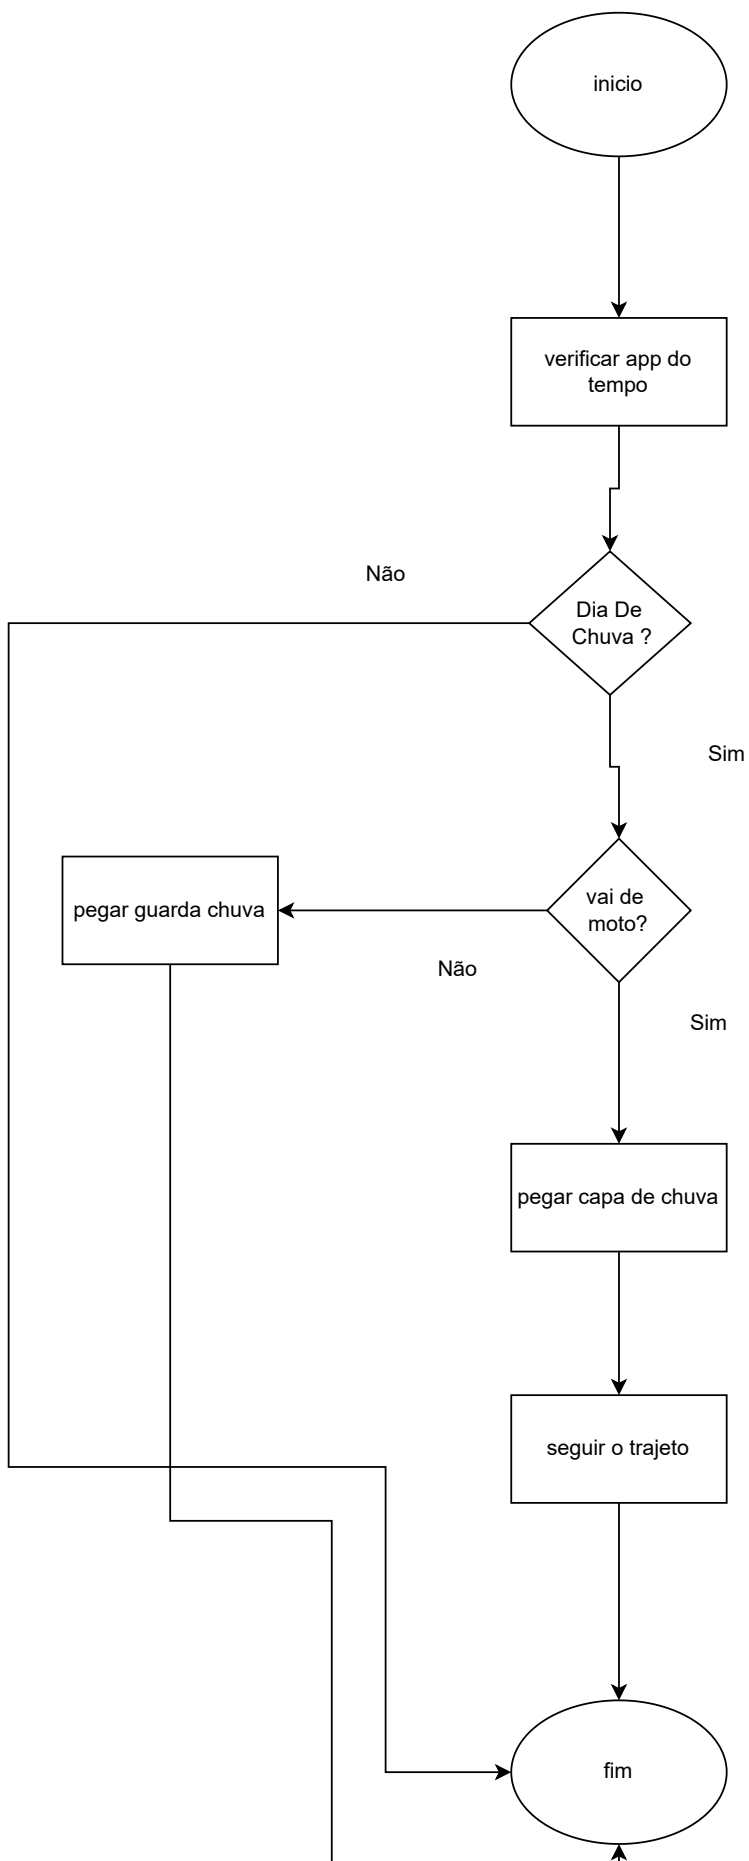 inicio
verificar app do
tempo
Não
Dia De
Chuva ?
Sim
pegar guarda chuva
vai de
moto?
Não
Sim
pegar capa de chuva
seguir o trajeto
fim